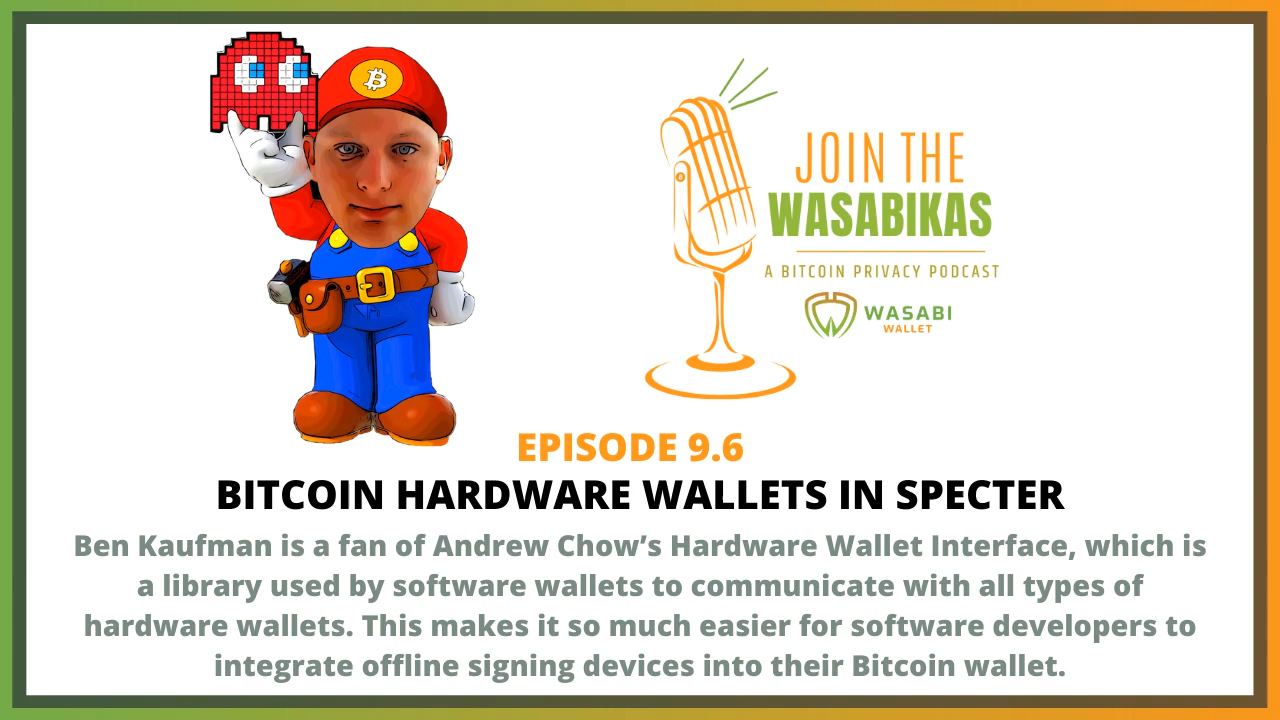 JOIN THE
WASABIKAS
A BITCOIN PRIVACY PODCAST
WASABI
WALLET
EPISODE 9.6
BITCOIN HARDWARE WALLETS IN SPECTER
Ben Kaufman is a fan of Andrew Chow’s Hardware Wallet Interface, which is
a library used by software wallets to communicate with all types of
hardware wallets. This makes it so much easier for software developers to
integrate offline signing devices into their Bitcoin wallet.